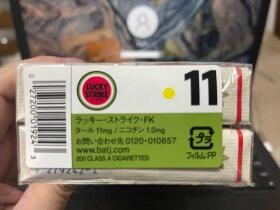 LUCKY
STRIKE
11
ラッキー・ストライク・FK
タール 11mg / ニコチン 1.0mg
お問い合わせ先 0120-010657
www.batj.com
200 CLASS A CIGARETTES
プラ
フィルム:PP